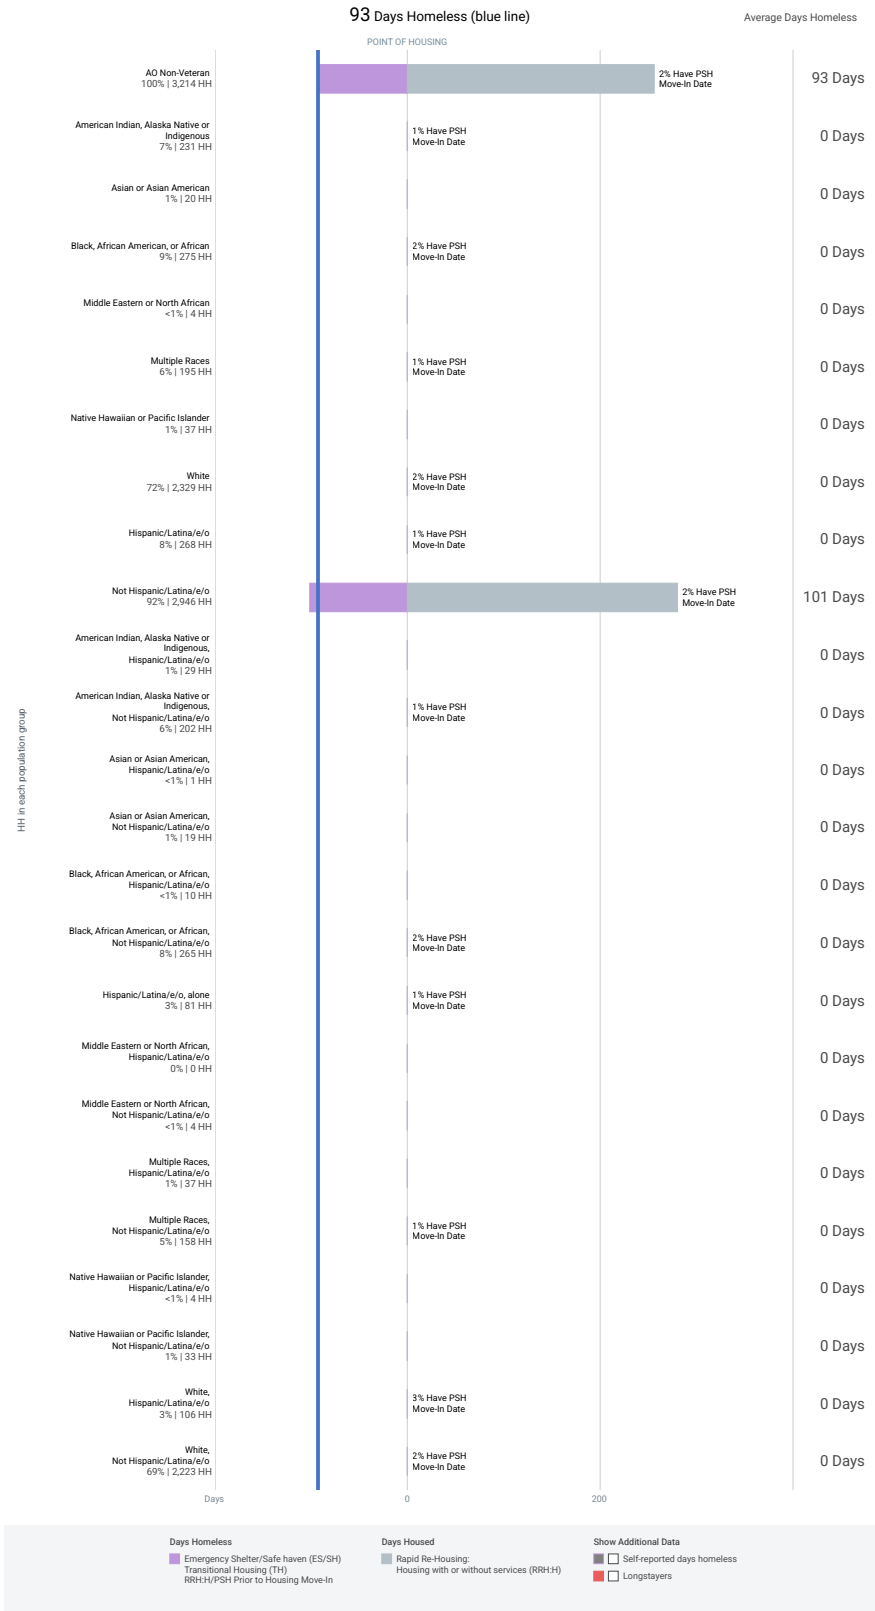 93 Days Homeless (blue line)
Average Days Homeless
POINT OF HOUSING
AO Non-Veteran
100% | 3,214 HH
2% Have PSH
Move-In Date
93 Days
American Indian, Alaska Native or
Indigenous
7% | 231 HH
1% Have PSH
Move-In Date
0 Days
Asian or Asian American
1% | 20 HH
0 Days
Black, African American, or African
9% | 275 HH
2% Have PSH
Move-In Date
0 Days
Middle Eastern or North African
<1% | 4 HH
0 Days
Multiple Races
6% | 195 HH
1% Have PSH
Move-In Date
0 Days
Native Hawaiian or Pacific Islander
1% | 37 HH
0 Days
White
72% | 2,329 HH
2% Have PSH
Move-In Date
0 Days
Hispanic/Latina/e/o
8% | 268 HH
1% Have PSH
Move-In Date
0 Days
Not Hispanic/Latina/e/o
92% | 2,946 HH
2% Have PSH
Move-In Date
101 Days
American Indian, Alaska Native or
Indigenous,
Hispanic/Latina/e/o
1% | 29 HH
0 Days
American Indian, Alaska Native or
Indigenous,
Not Hispanic/Latina/e/o
6% | 202 HH
1% Have PSH
Move-In Date
0 Days
Asian or Asian American,
Hispanic/Latina/e/o
<1% | 1 HH
0 Days
HH in each population group
Asian or Asian American,
Not Hispanic/Latina/e/o
1% | 19 HH
0 Days
Black, African American, or African,
Hispanic/Latina/e/o
<1% | 10 HH
0 Days
Black, African American, or African,
Not Hispanic/Latina/e/o
8% | 265 HH
2% Have PSH
Move-In Date
0 Days
Hispanic/Latina/e/o, alone
3% | 81 HH
1% Have PSH
Move-In Date
0 Days
Middle Eastern or North African,
Hispanic/Latina/e/o
0% | 0 HH
0 Days
Middle Eastern or North African,
Not Hispanic/Latina/e/o
<1% | 4 HH
0 Days
Multiple Races,
Hispanic/Latina/e/o
1% | 37 HH
0 Days
Multiple Races,
Not Hispanic/Latina/e/o
5% | 158 HH
1% Have PSH
Move-In Date
0 Days
Native Hawaiian or Pacific Islander,
Hispanic/Latina/e/o
<1% | 4 HH
0 Days
Native Hawaiian or Pacific Islander,
Not Hispanic/Latina/e/o
1% | 33 HH
0 Days
White,
Hispanic/Latina/e/o
3% | 106 HH
3% Have PSH
Move-In Date
0 Days
White,
Not Hispanic/Latina/e/o
69% | 2,223 HH
2% Have PSH
Move-In Date
0 Days
Days
0
200
Days Homeless
Emergency Shelter/Safe haven (ES/SH)
Transitional Housing (TH)
RRH:H/PSH Prior to Housing Move-In
Days Housed
Rapid Re-Housing:
Housing with or without services (RRH:H)
Show Additional Data
Self-reported days homeless
Longstayers